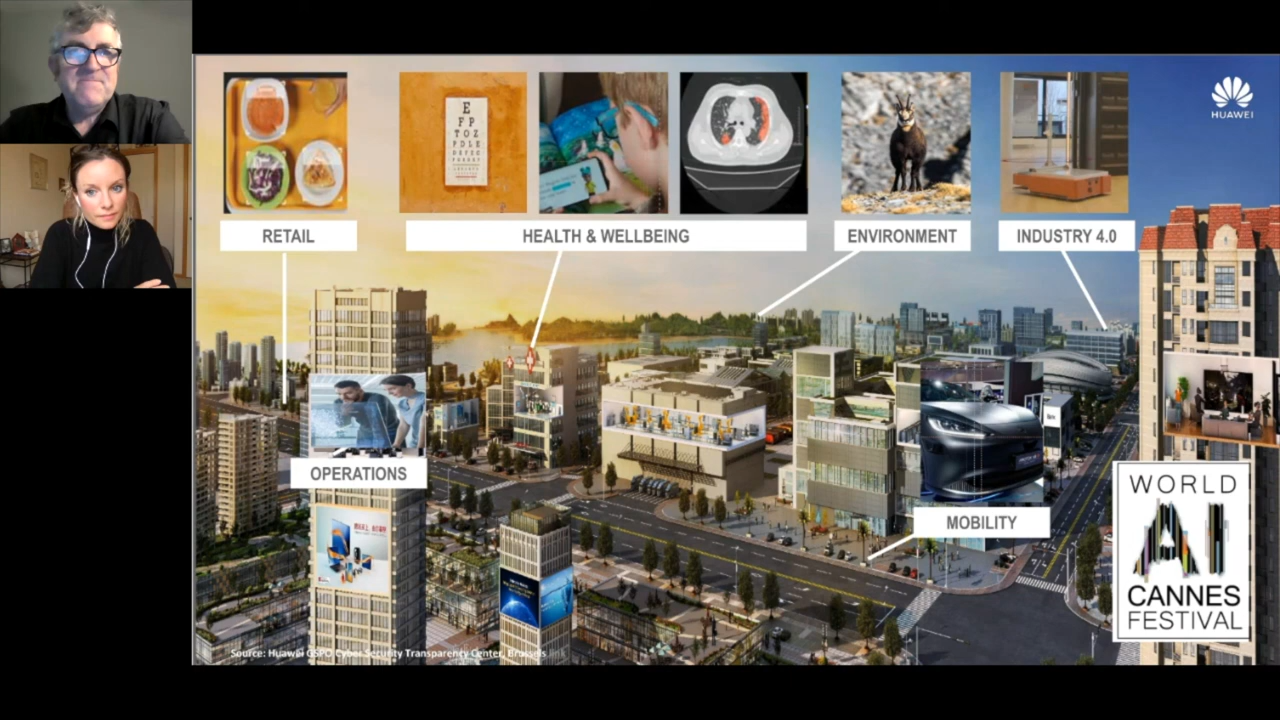 HUAWEI
E
F P
T O Z
RETAIL
HEALTH & WELLBEING
ENVIRONMENT
INDUSTRY 4.0
OPERATIONS
MOBILITY
WORLD
AI
CANNES
FESTIVAL
Source: Huawei GSPO Cyber Security Transparency Center, Brussels